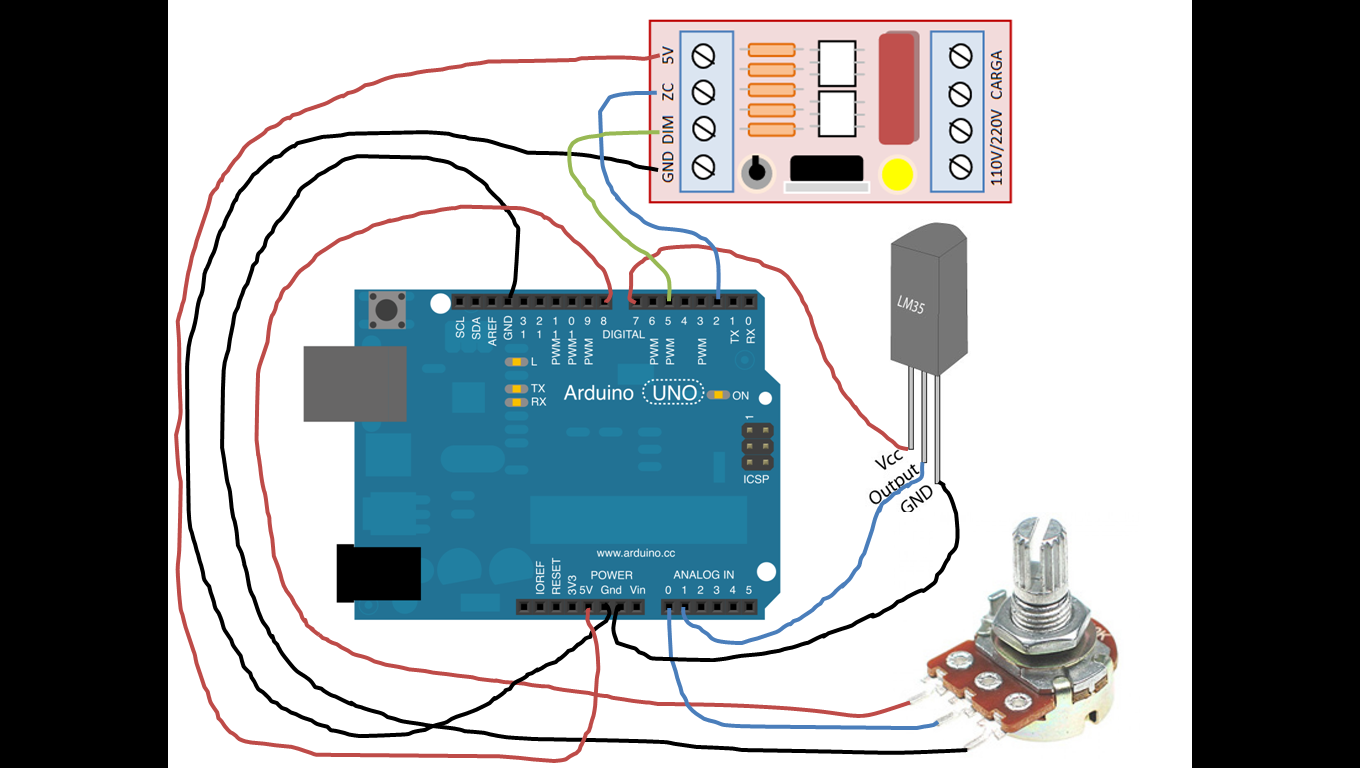 5V
ZC
DIM
GND
CARGA
110V/220V
LM35
Vcc
Output
GND
SCL
SDA
AREF
GND
13
12
PWM 11
PWM 10
PWM 9
8
DIGITAL
7
PWM 6
PWM 5
4
PWM 3
2
TX 1
RX 0
L
TX
RX
Arduino UNO
ON
1
ICSP
www.arduino.cc
POWER
ANALOG IN
IOREF
RESET
3V3
5V
Gnd
Vin
0 1 2 3 4 5